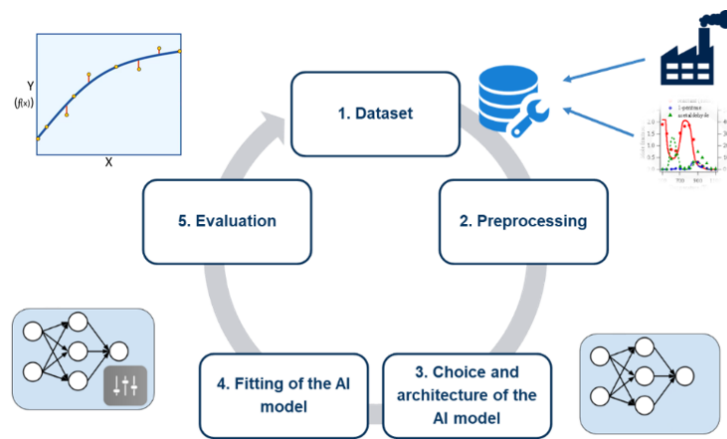 Y
(f(x))
X
1. Dataset
acetaldehyde
5. Evaluation
2. Preprocessing
4. Fitting of the AI
model
3. Choice and
architecture of the
AI model